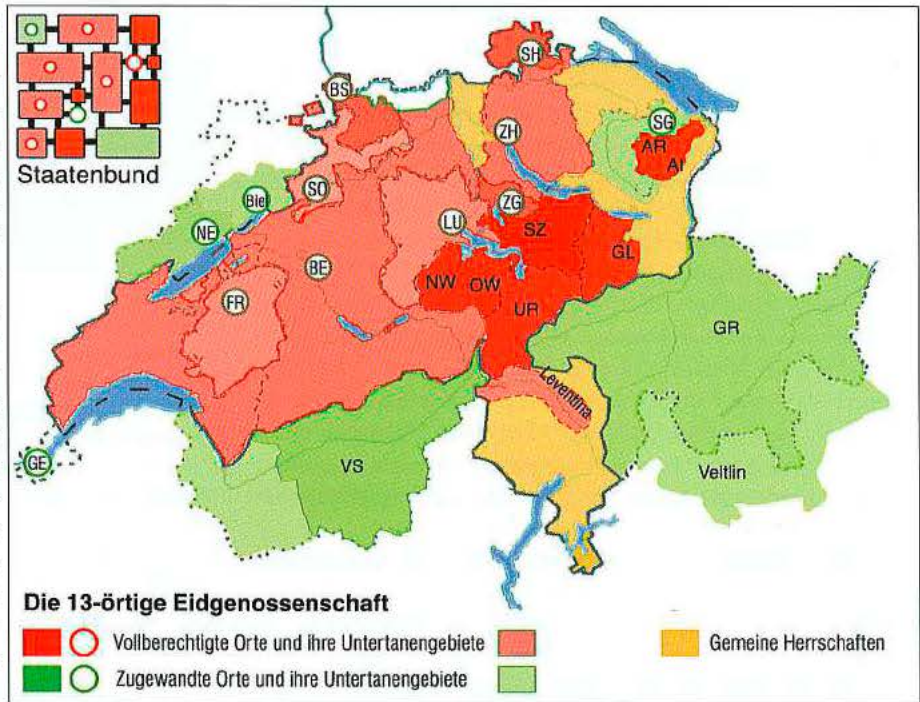 Staatenbund
SH
BS
ZH
SG
AR
AI
Biel
SO
ZG
NE
LU
SZ
GL
BE
NW
OW
FR
UR
GR
Leventina
GE
VS
Veltlin
Die 13-örtige Eidgenossenschaft
Vollberechtigte Orte und ihre Untertanengebiete
Gemeine Herrschaften
Zugewandte Orte und ihre Untertanengebiete